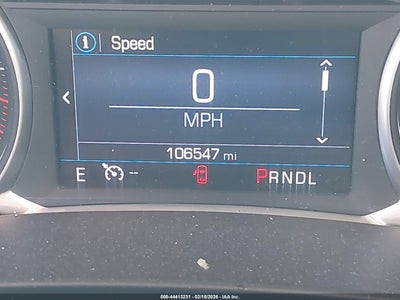 i Speed
0
MPH
106547 mi
E -- PRNDL
000-44413231 - 02/18/2026 - IAA Inc.